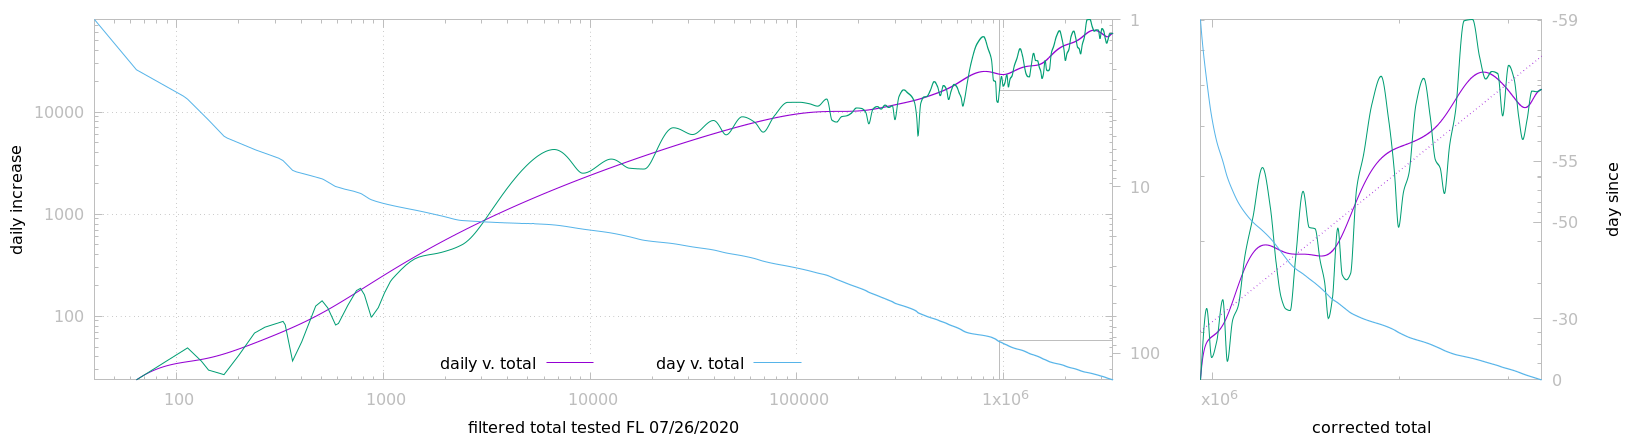 daily increase
10000
1000
100
100
1000
10000
100000
1x10⁶
filtered total tested FL 07/26/2020
daily v. total
day v. total
1
10
100
x10⁶
corrected total
-59
-55
-50
-30
0
day since